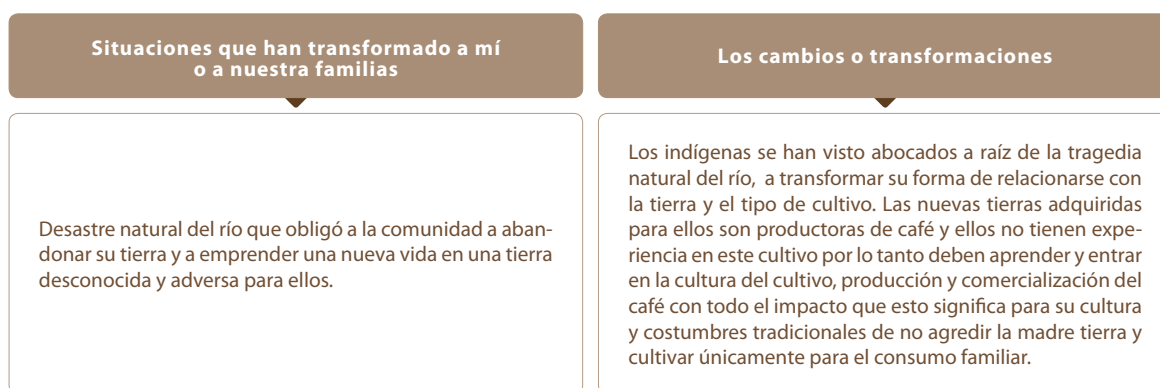 Situaciones que han transformado a mí
o a nuestra familias
Los cambios o transformaciones
Desastre natural del río que obligó a la comunidad a aban-
donar su tierra y a emprender una nueva vida en una tierra
desconocida y adversa para ellos.
Los indígenas se han visto abocados a raíz de la tragedia
natural del río, a transformar su forma de relacionarse con
la tierra y el tipo de cultivo. Las nuevas tierras adquiridas
para ellos son productoras de café y ellos no tienen expe-
riencia en este cultivo por lo tanto deben aprender y entrar
en la cultura del cultivo, producción y comercialización del
café con todo el impacto que esto significa para su cultura
y costumbres tradicionales de no agredir la madre tierra y
cultivar únicamente para el consumo familiar.